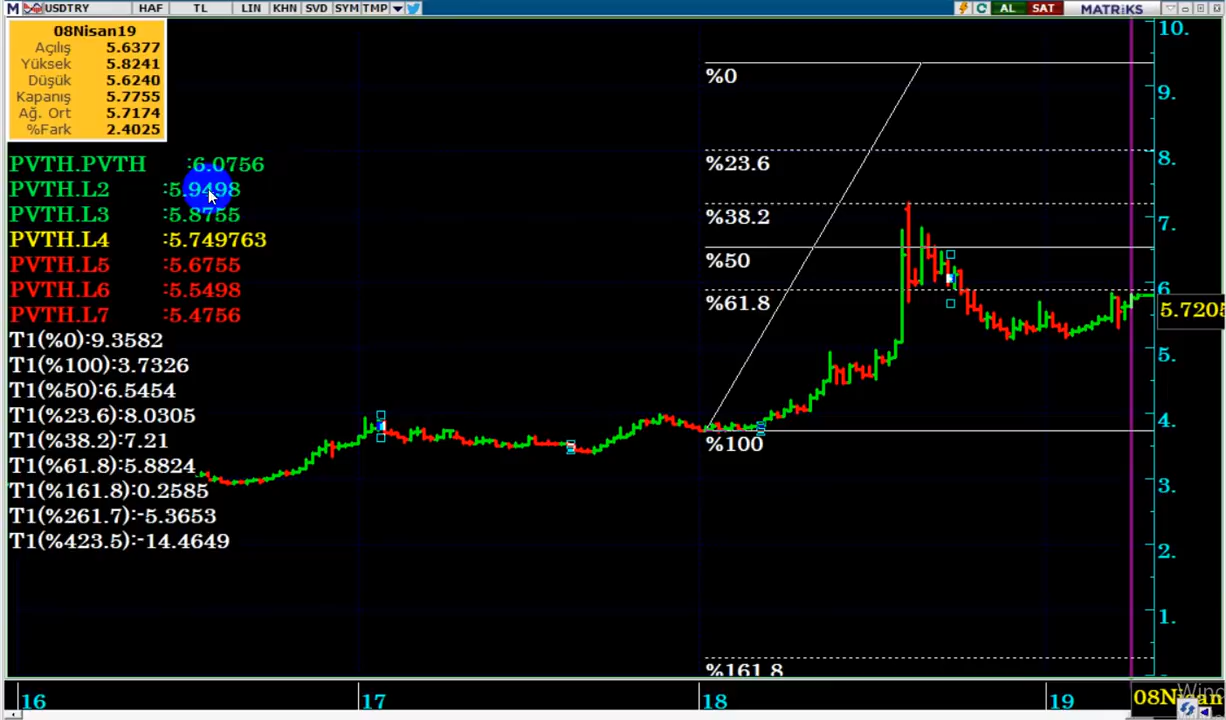 M USDTRY HAF TL LIN KHN SVD SYM TMP AL SAT MATRİKS
08Nisan19
Açılış 5.6377
Yüksek 5.8241
Düşük 5.6240
Kapanış 5.7755
Ağ. Ort 5.7174
%Fark 2.4025
PVTH.PVTH :6.0756
PVTH.L2 :5.9498
PVTH.L3 :5.8755
PVTH.L4 :5.749763
PVTH.L5 :5.6755
PVTH.L6 :5.5498
PVTH.L7 :5.4756
T1(%0):9.3582
T1(%100):3.7326
T1(%50):6.5454
T1(%23.6):8.0305
T1(%38.2):7.21
T1(%61.8):5.8824
T1(%161.8):0.2585
T1(%261.7):-5.3653
T1(%423.5):-14.4649
%0
%23.6
%38.2
%50
%61.8
%100
%161.8
10.
9.
8.
7.
6.
5.7205
5.
4.
3.
2.
1.
16 17 18 19 08Nisan